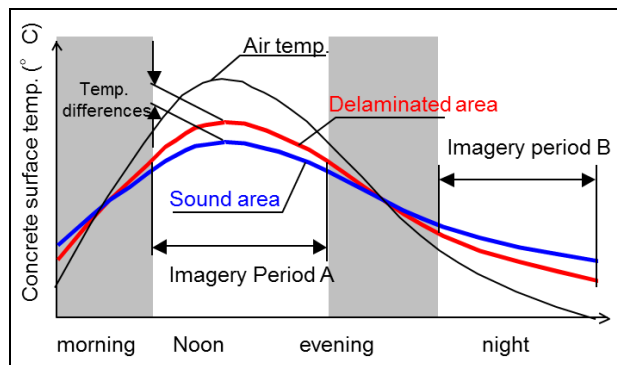 Concrete surface temp. (° C)
Air temp.
Temp.
differences
Delaminated area
Imagery period B
Sound area
Imagery Period A
morning
Noon
evening
night